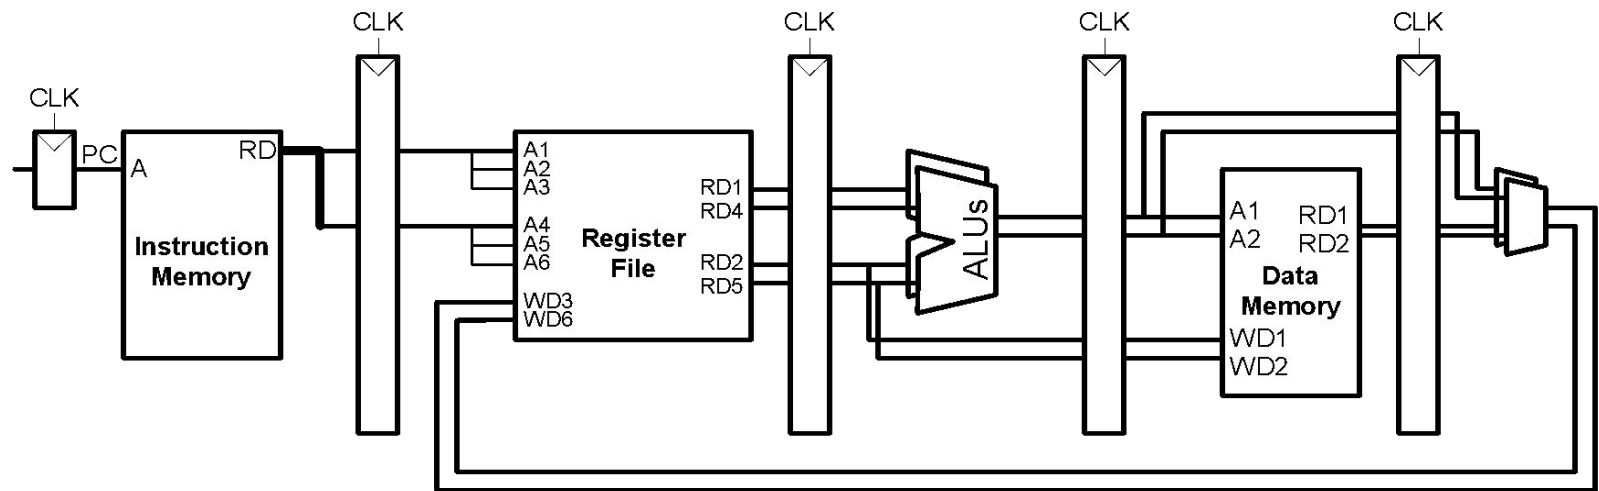 CLK
CLK
CLK
CLK
CLK
PC
A
RD
Instruction
Memory
A1
A2
A3
A4
A5
A6
WD3
WD6
Register
File
RD1
RD4
RD2
RD5
ALUs
A1
A2
RD1
RD2
Data
Memory
WD1
WD2